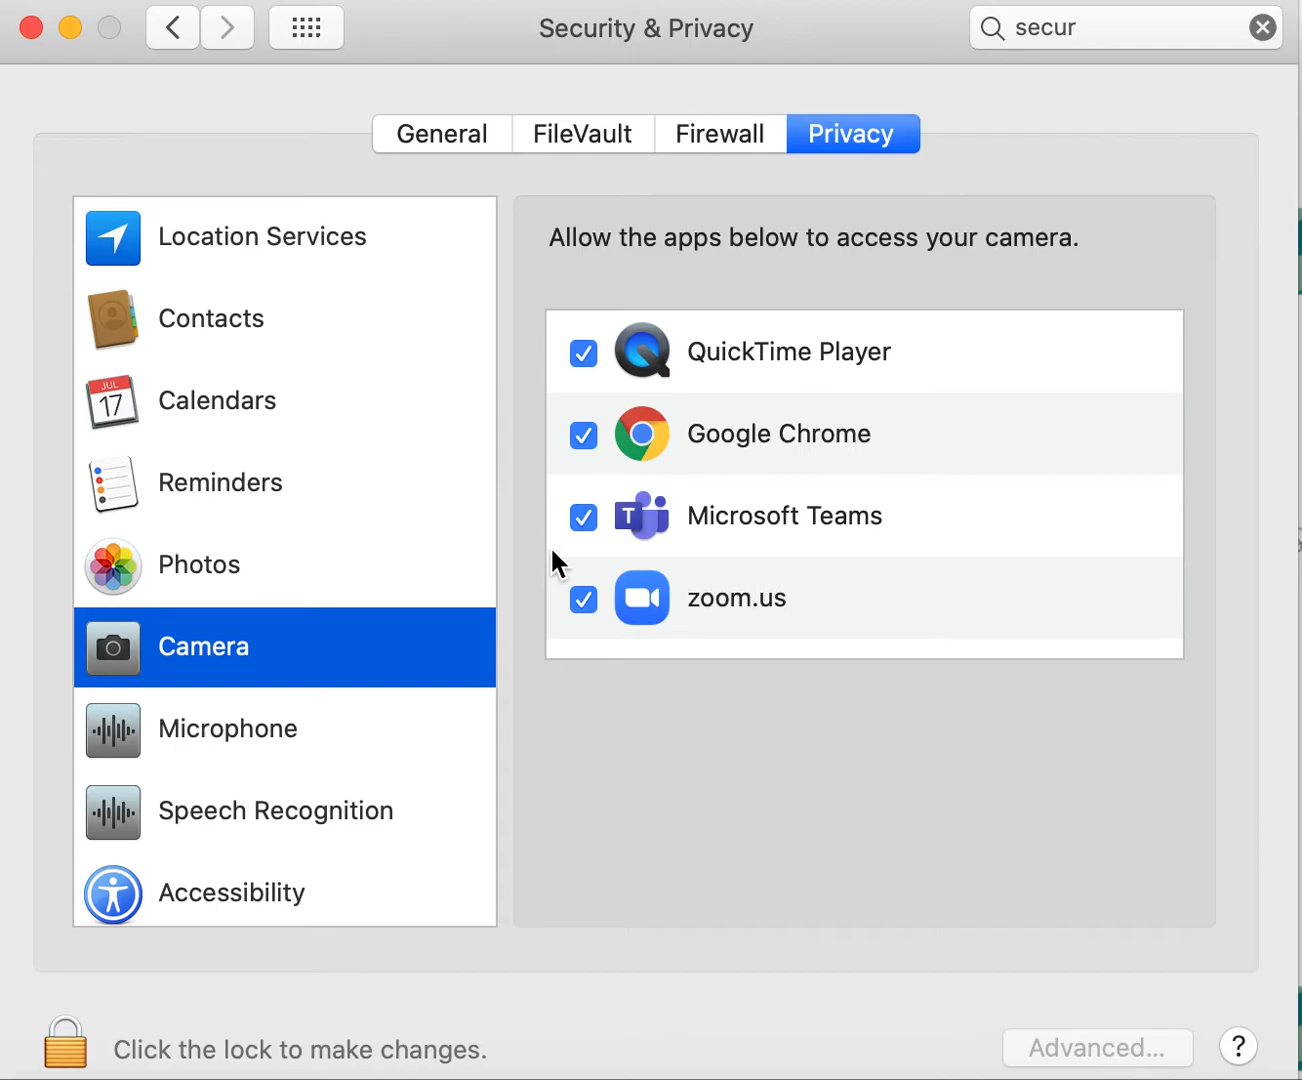 Security & Privacy
secur
General
FileVault
Firewall
Privacy
Location Services
Contacts
JUL
17
Calendars
Reminders
Photos
Camera
Microphone
Speech Recognition
Accessibility
Allow the apps below to access your camera.
QuickTime Player
Google Chrome
T
Microsoft Teams
zoom.us
Click the lock to make changes.
Advanced...
?